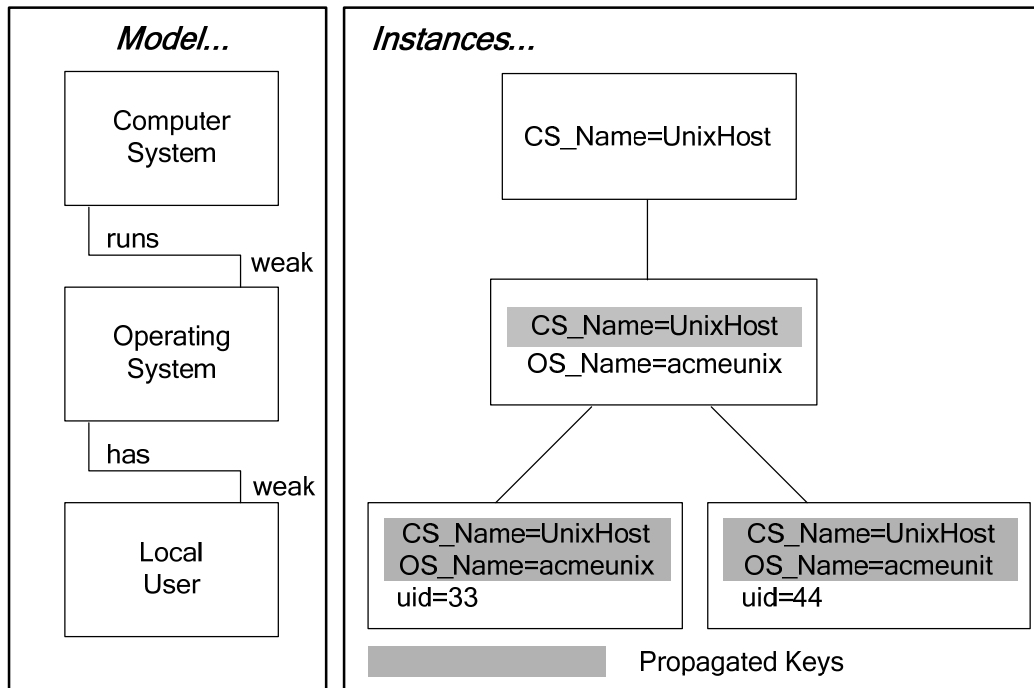 Model...
Computer
System
runs
weak
Operating
System
has
weak
Local
User
Instances...
CS_Name=UnixHost
CS_Name=UnixHost
OS_Name=acmeunix
CS_Name=UnixHost
OS_Name=acmeunix
uid=33
CS_Name=UnixHost
OS_Name=acmeunit
uid=44
Propagated Keys